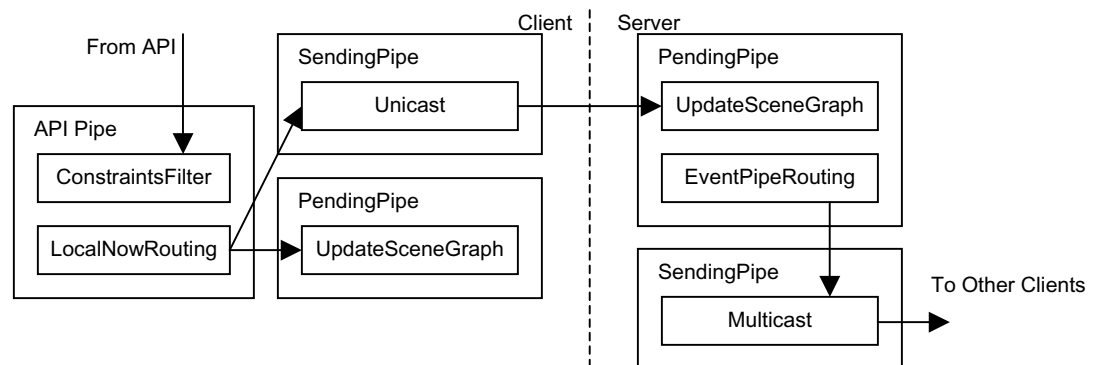 Client
Server
From API
API Pipe
ConstraintsFilter
LocalNowRouting
SendingPipe
Unicast
PendingPipe
UpdateSceneGraph
PendingPipe
UpdateSceneGraph
EventPipeRouting
SendingPipe
Multicast
To Other Clients